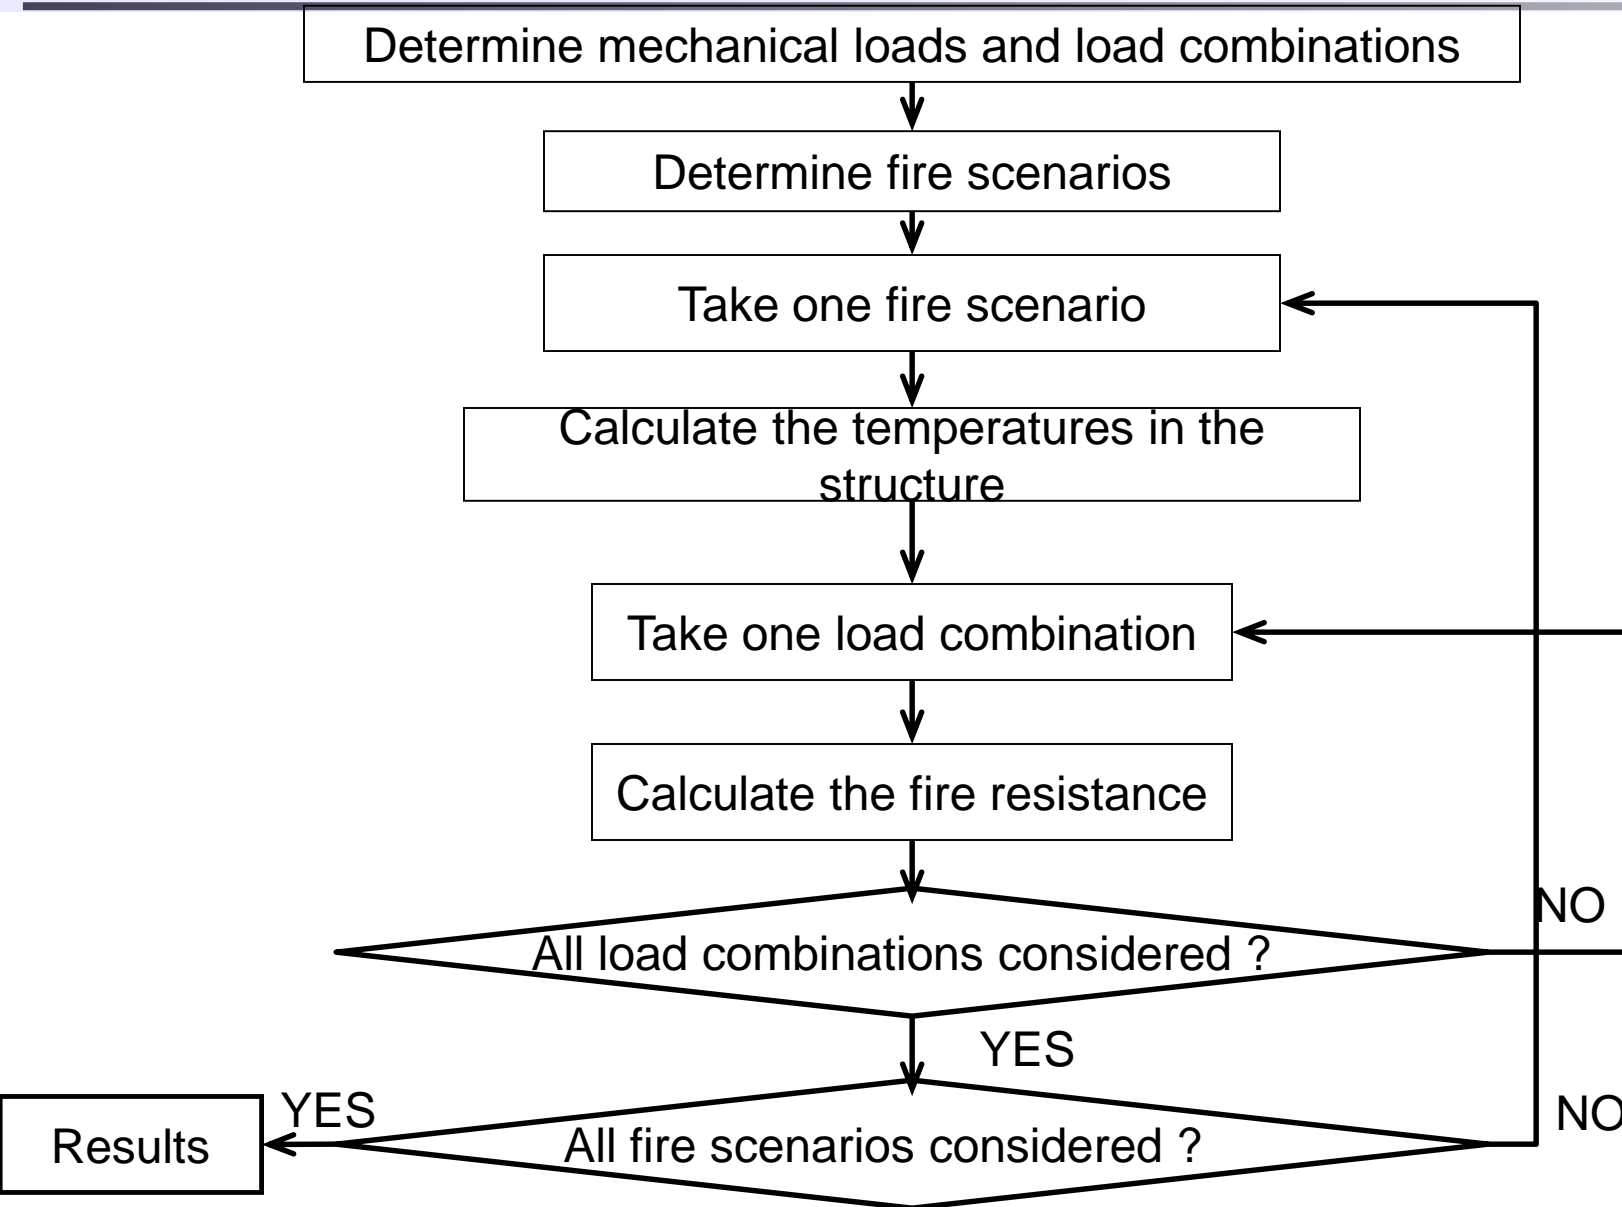 Determine mechanical loads and load combinations
Determine fire scenarios
Take one fire scenario
Calculate the temperatures in the
structure
Take one load combination
Calculate the fire resistance
NO
All load combinations considered ?
YES
YES
NO
Results
All fire scenarios considered ?